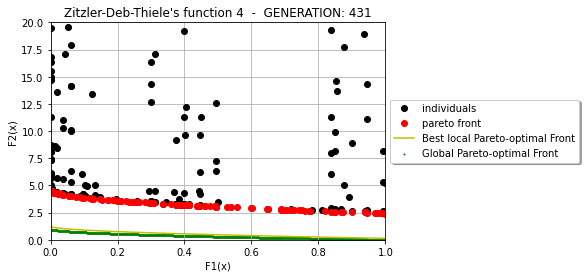 Zitzler-Deb-Thiele's function 4 - GENERATION: 431
F2(x)
20.0
17.5
15.0
12.5
10.0
7.5
5.0
2.5
0.0
0.0
0.2
0.4
0.6
0.8
1.0
F1(x)
individuals
pareto front
Best local Pareto-optimal Front
Global Pareto-optimal Front